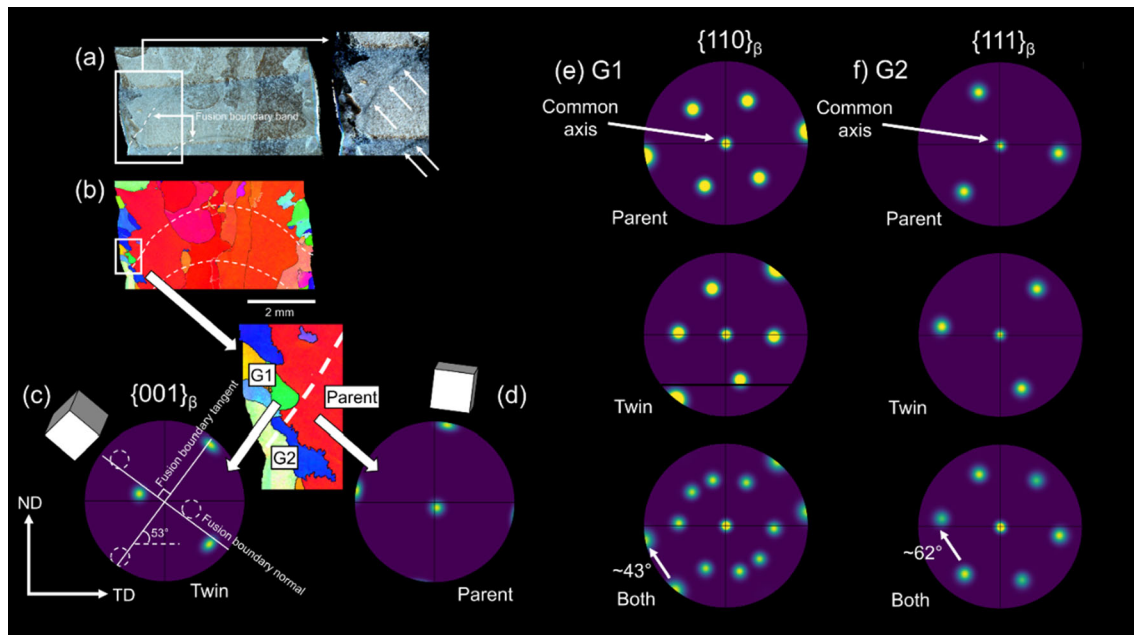 (a)
Fusion boundary band
(b)
2 mm
G1
Parent
G2
(c)
{001}β
Fusion boundary tangent
Fusion boundary normal
53°
ND
TD
Twin
(d)
Parent
{110}β
(e) G1
Common
axis
Parent
Twin
~43°
Both
{111}β
(f) G2
Common
axis
Parent
Twin
~62°
Both